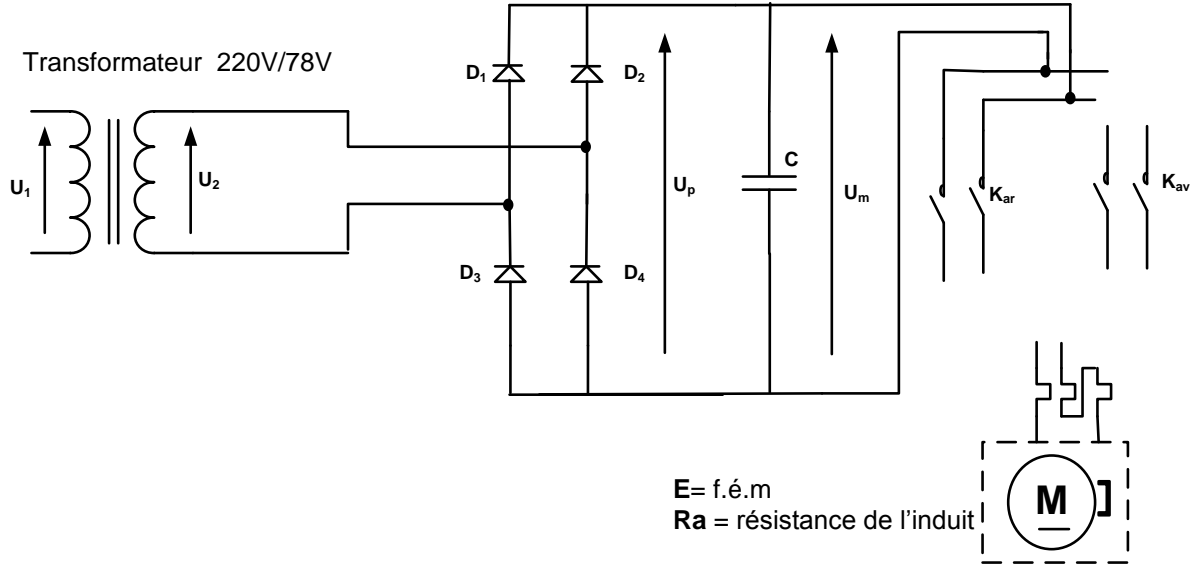 Transformateur 220V/78V
D1
D2
U1
U2
Up
C
Um
Kar
Kav
D3
D4
E= f.é.m
Ra = résistance de l'induit
M